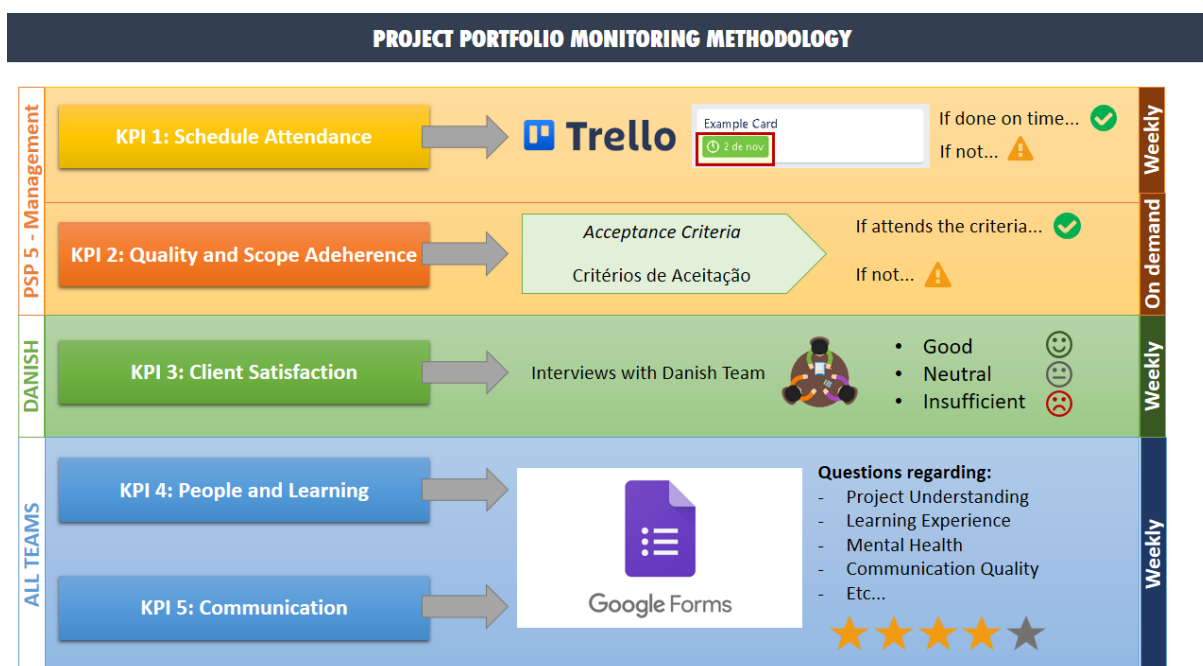 PROJECT PORTFOLIO MONITORING METHODOLOGY
PSP 5 - Management
KPI 1: Schedule Attendance
Trello
Example Card
2 de nov
If done on time...
If not...
Weekly
KPI 2: Quality and Scope Adeherence
Acceptance Criteria
Critérios de Aceitação
If attends the criteria...
If not...
On demand
DANISH
KPI 3: Client Satisfaction
Interviews with Danish Team
• Good
• Neutral
• Insufficient
Weekly
ALL TEAMS
KPI 4: People and Learning
KPI 5: Communication
Google Forms
Questions regarding:
- Project Understanding
- Learning Experience
- Mental Health
- Communication Quality
- Etc...
Weekly